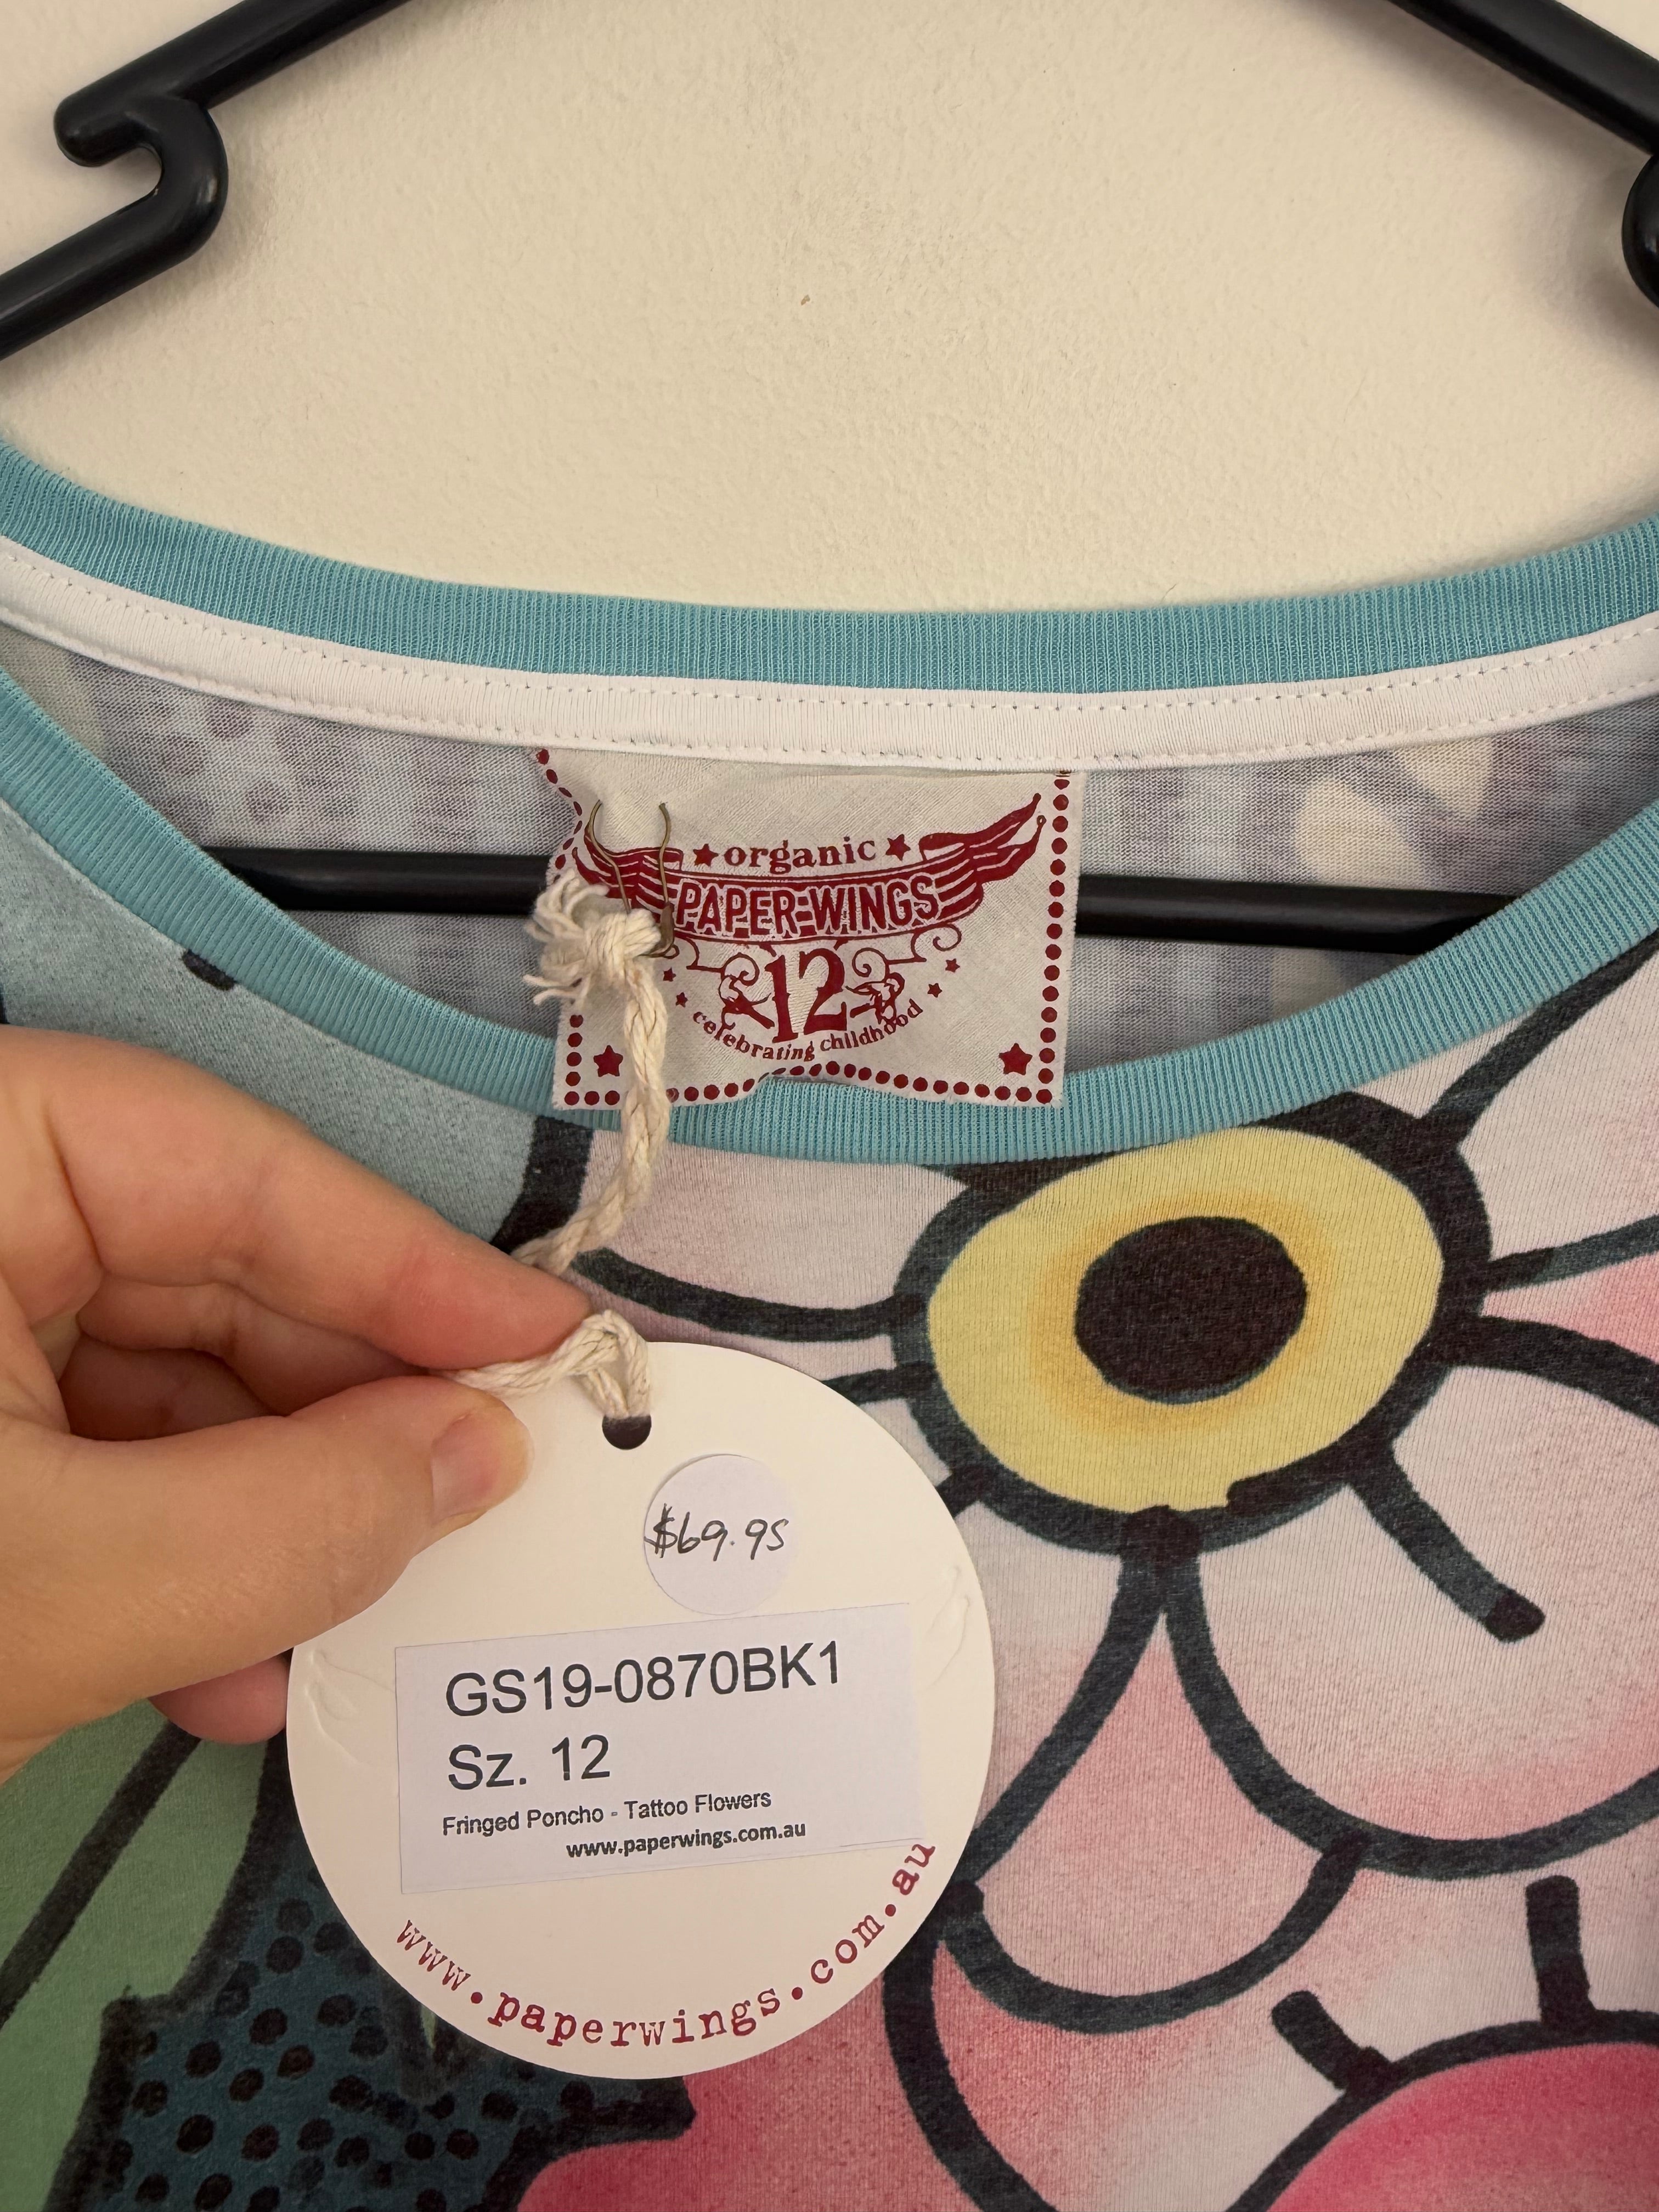 organic
PAPER-WINGS
12
celebrating childhood
$69.95
GS19-0870BK1
Sz. 12
Fringed Poncho - Tattoo Flowers
www.paperwings.com.au
www.paperwings.com.au